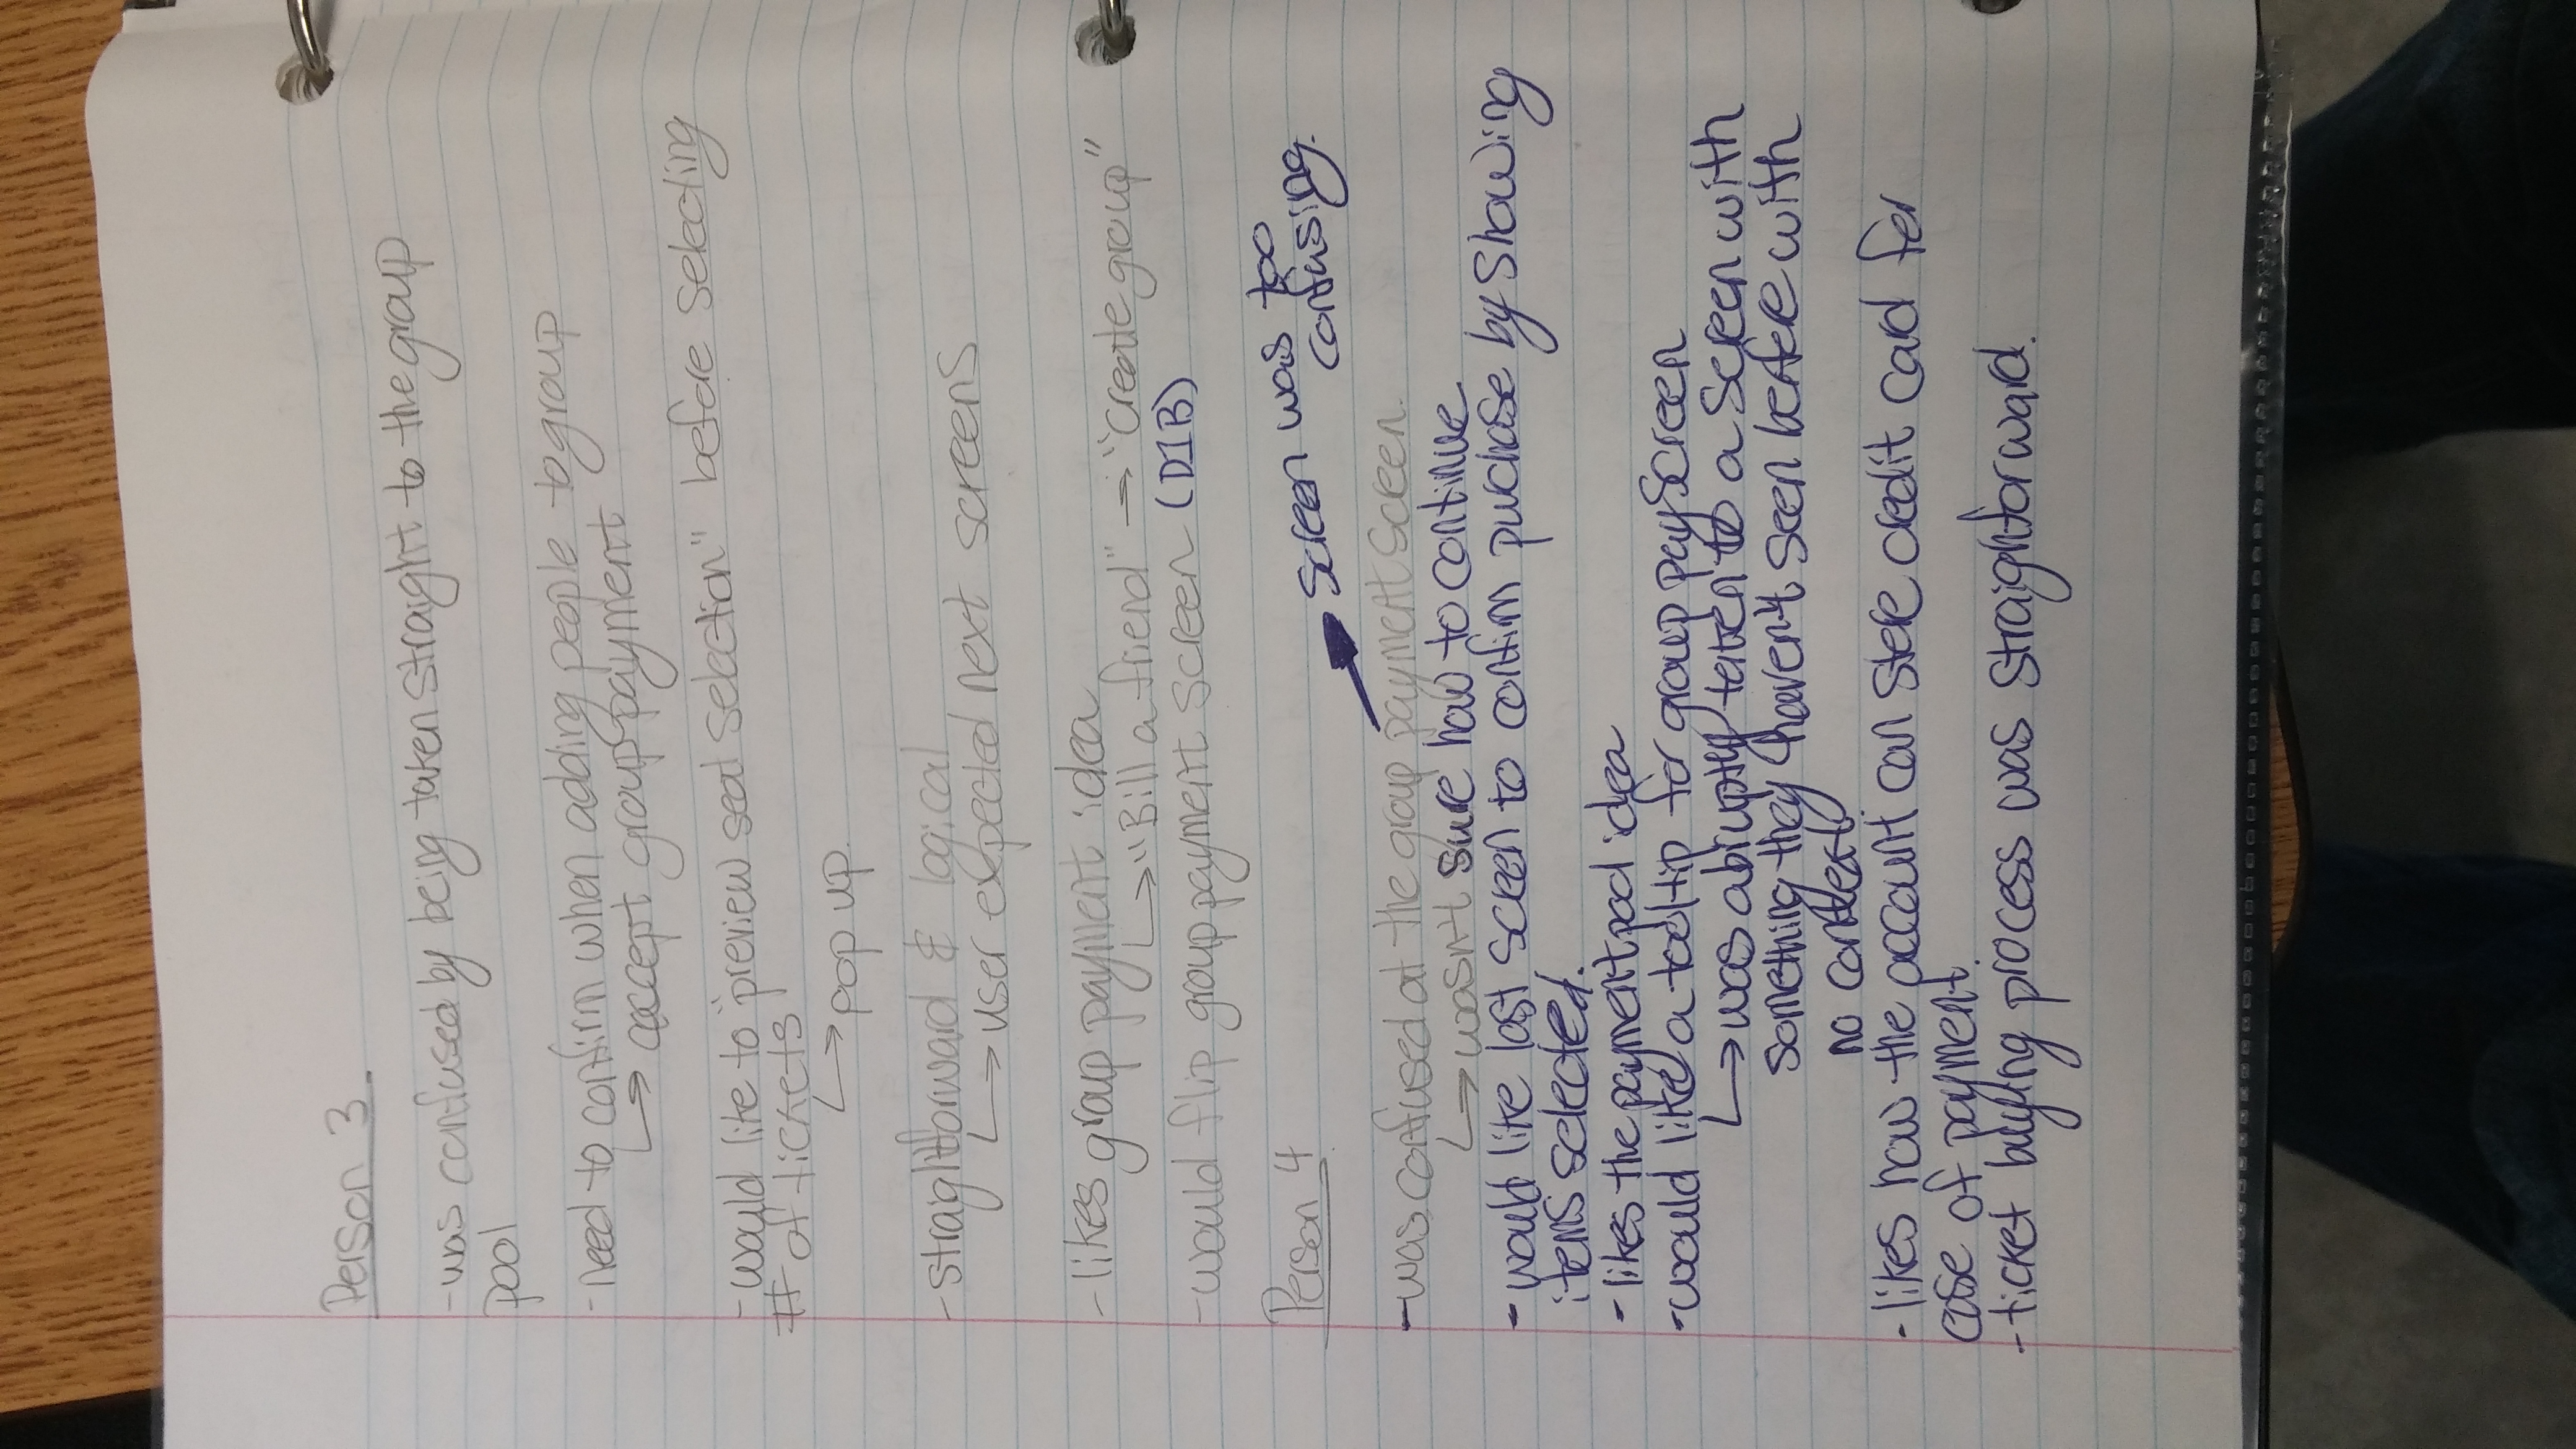 Person 3
-was confused by being taken straight to the group
pool
-need to confirm when adding people to group
↳ accept group payment
-would like to "preview seat selection" before selecting
# of tickets
↳ pop up.
-straightforward & logical
↳ user expected next screens
-likes group payment idea
↳ "Bill a friend" → "Create group"
-would flip group payment screen (D1B)
Person 4
→ Screen was too
confusing.
-was confused at the group payment screen.
↳ wasn't sure how to continue
-would like last screen to confirm purchase by showing
items selected.
-likes the payment pool idea
-would like a tooltip for group pay screen
↳ was abruptly taken to a screen with
something they haven't seen before with
no context.
-likes how the account can store credit card for
ease of payment.
-ticket buying process was straighforward.